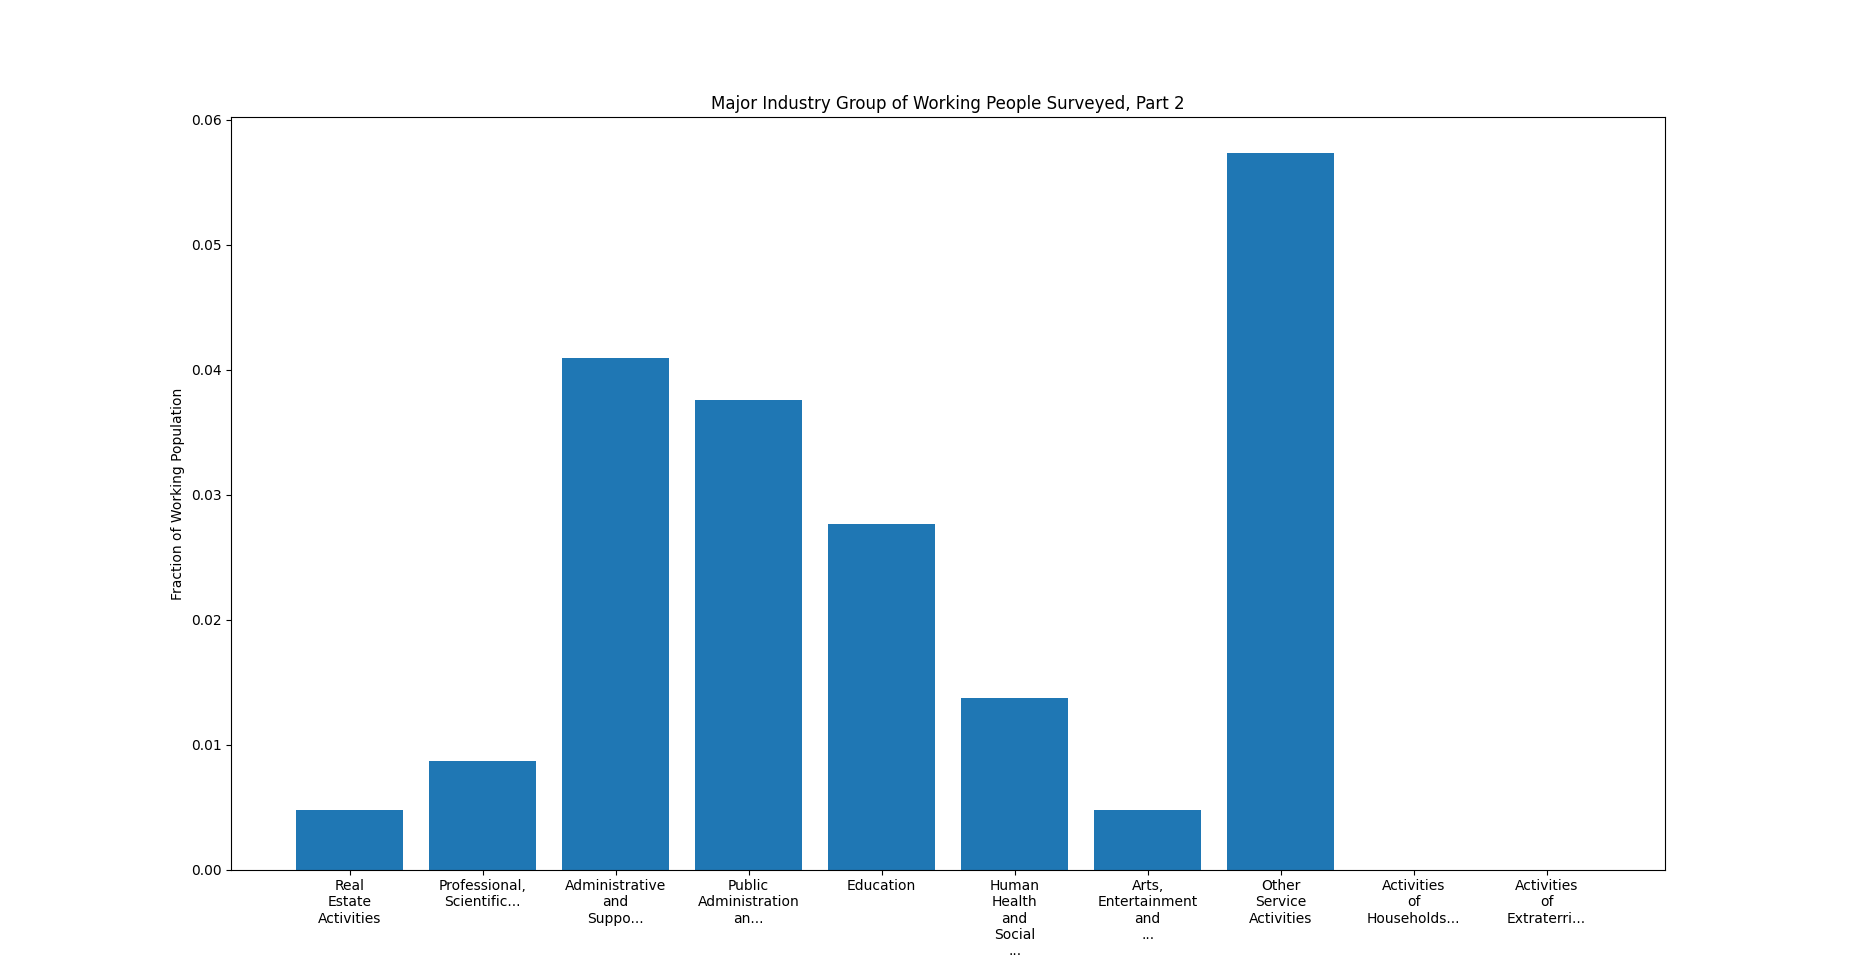 Major Industry Group of Working People Surveyed, Part 2
0.06
0.05
0.04
0.03
0.02
0.01
0.00
Fraction of Working Population
Real
Estate
Activities
Professional,
Scientific...
Administrative
and
Suppo...
Public
Administration
an...
Education
Human
Health
and
Social
...
Arts,
Entertainment
and
...
Other
Service
Activities
Activities
of
Households...
Activities
of
Extraterri...